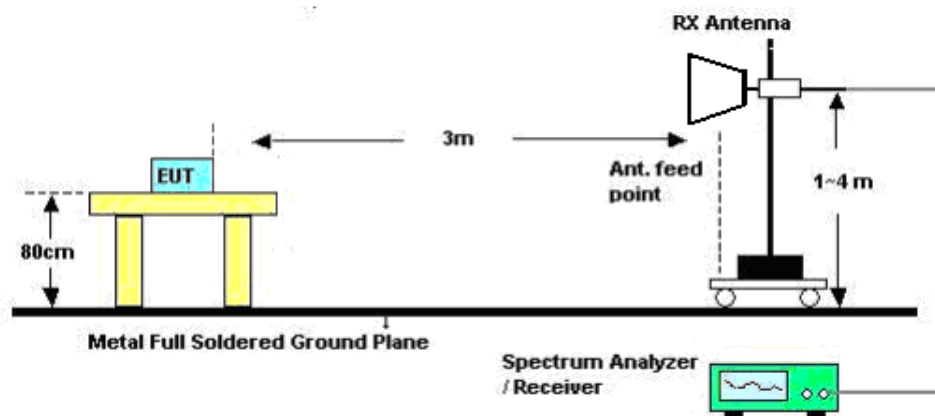 RX Antenna
3m
EUT
Ant. feed
point
1~4 m
80cm
Metal Full Soldered Ground Plane
Spectrum Analyzer
/ Receiver